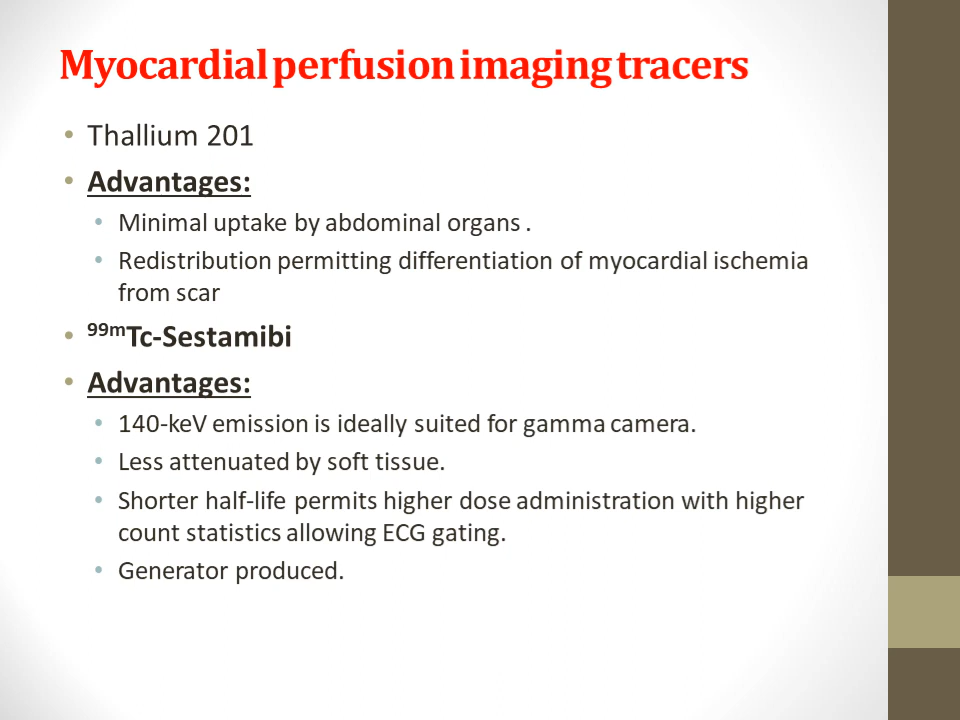 Myocardial perfusion imaging tracers
• Thallium 201
• Advantages:
• Minimal uptake by abdominal organs .
• Redistribution permitting differentiation of myocardial ischemia
from scar
• ⁹⁹ᵐTc-Sestamibi
• Advantages:
• 140-keV emission is ideally suited for gamma camera.
• Less attenuated by soft tissue.
• Shorter half-life permits higher dose administration with higher
count statistics allowing ECG gating.
• Generator produced.